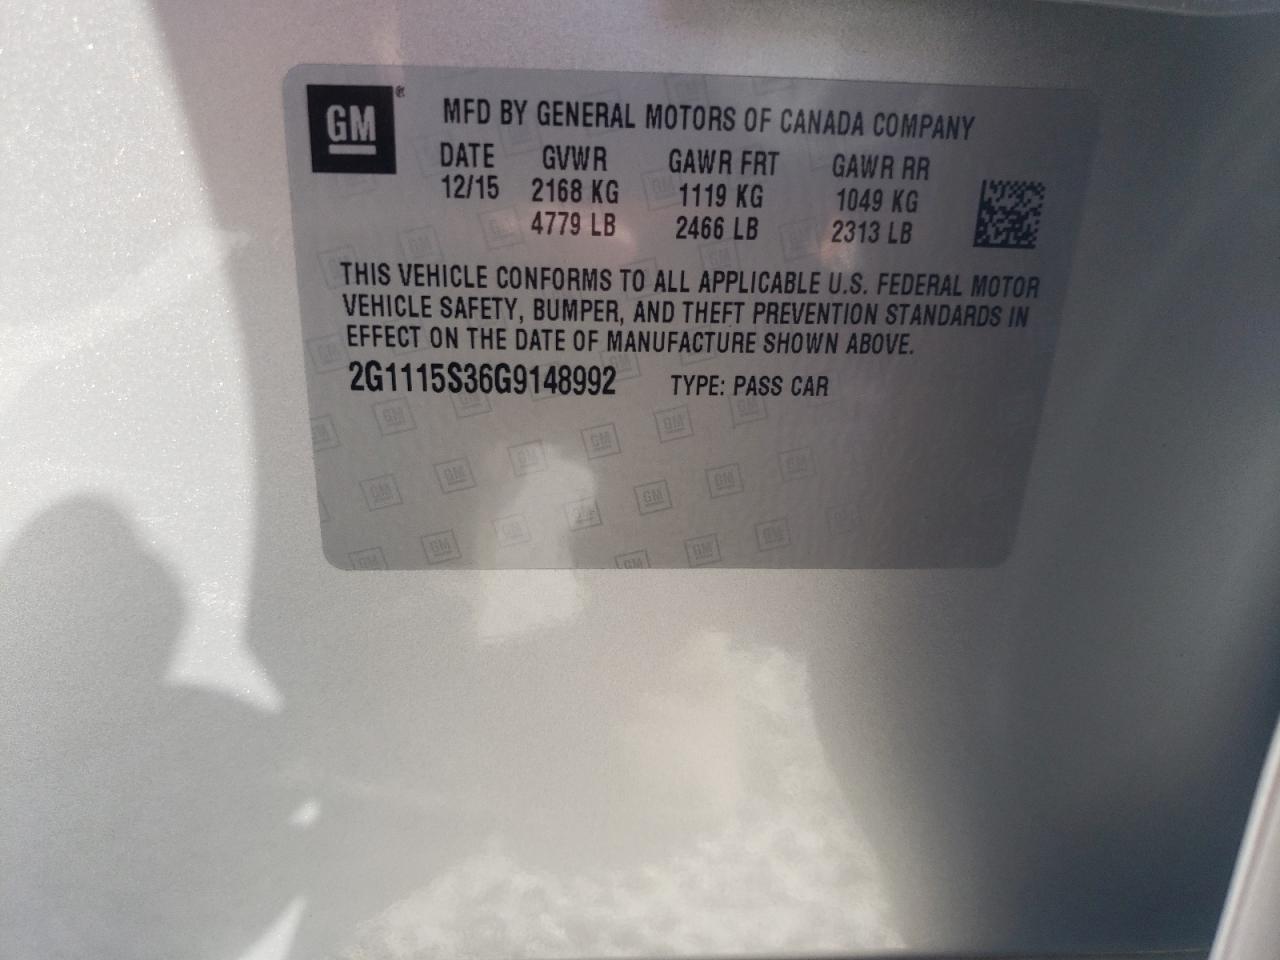 GM®
MFD BY GENERAL MOTORS OF CANADA COMPANY
DATE GVWR GAWR FRT GAWR RR
12/15 2168 KG 1119 KG 1049 KG
4779 LB 2466 LB 2313 LB
THIS VEHICLE CONFORMS TO ALL APPLICABLE U.S. FEDERAL MOTOR
VEHICLE SAFETY, BUMPER, AND THEFT PREVENTION STANDARDS IN
EFFECT ON THE DATE OF MANUFACTURE SHOWN ABOVE.
2G1115S36G9148992 TYPE: PASS CAR